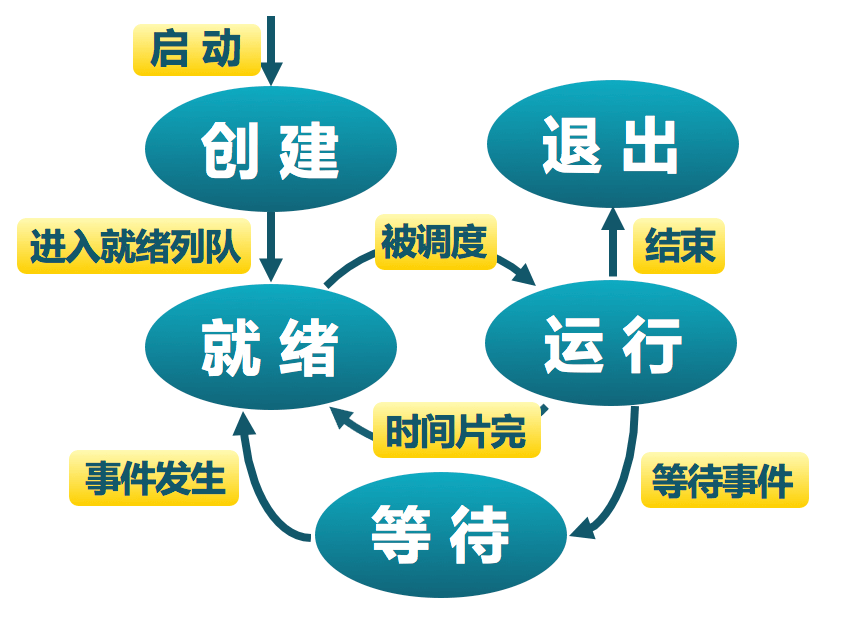 启动
创建
退出
进入就绪列队
被调度
结束
就绪
运行
时间片完
事件发生
等待事件
等待